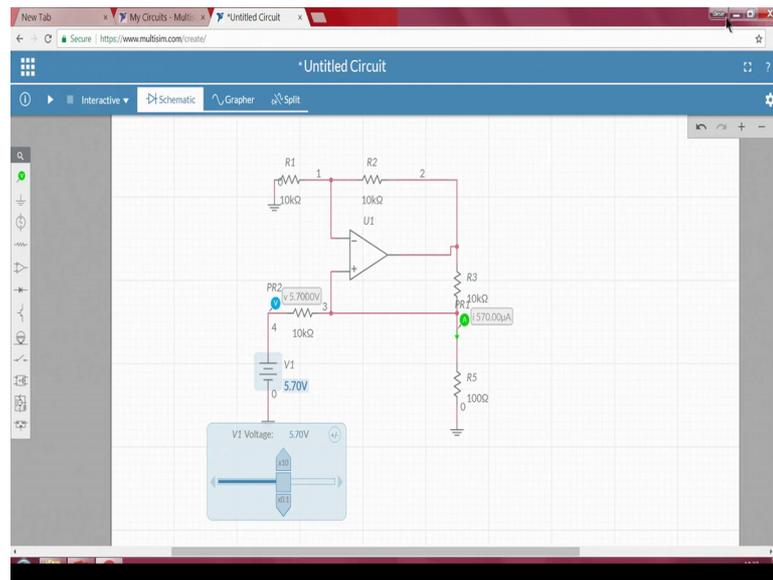 New Tab
My Circuits - Multis
*Untitled Circuit
Secure | https://www.multisim.com/create/
*Untitled Circuit
Interactive
Schematic
Grapher
Split
R1
1
R2
2
0
10kΩ
10kΩ
U1
R3
10kΩ
PR2
v 5.7000V
3
PR1
i 570.00µA
4
10kΩ
V1
5.70V
0
R5
100Ω
0
V1 Voltage: 5.70V
+/-
x10
x0.1